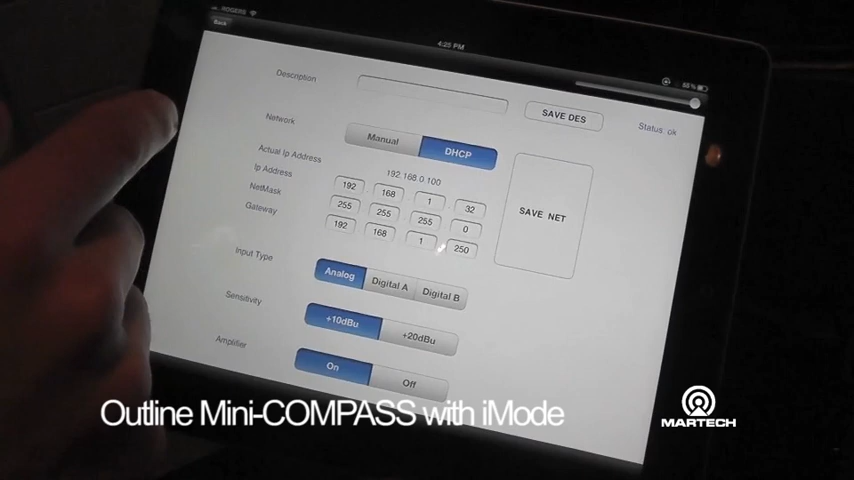 ROGERS
4:25 PM
55 %
Back
Description
SAVE DES
Status: ok
Network
Manual
DHCP
Actual Ip Address
192.168.0.100
Ip Address
192 . 168 . 1 . 32
NetMask
255 255 255 0
Gateway
192 168 1 250
SAVE NET
Input Type
Analog
Digital A
Digital B
Sensitivity
+10dBu
+20dBu
Amplifier
On
Off
Outline Mini-COMPASS with iMode
MARTECH